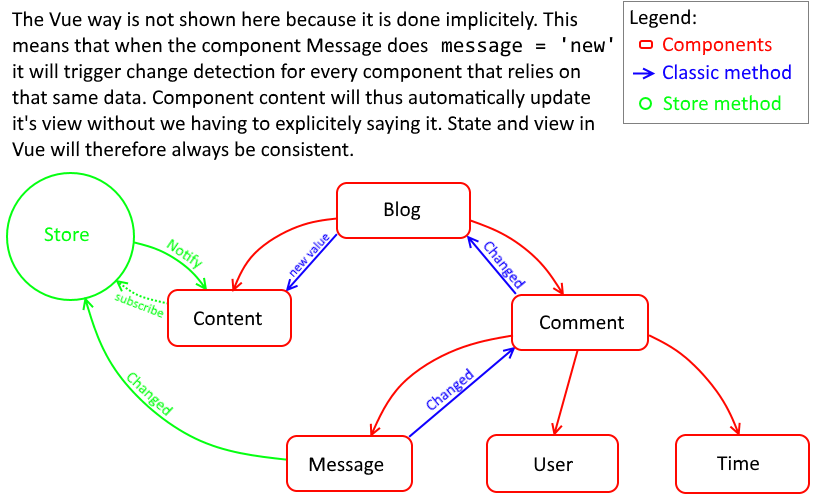 The Vue way is not shown here because it is done implicitely. This
means that when the component Message does message = 'new'
it will trigger change detection for every component that relies on
that same data. Component content will thus automatically update
it's view without we having to explicitely saying it. State and view in
Vue will therefore always be consistent.
Legend:
Components
Classic method
Store method
Blog
Store
Notify
new value
Changed
subscribe
Content
Comment
Changed
Changed
Message
User
Time